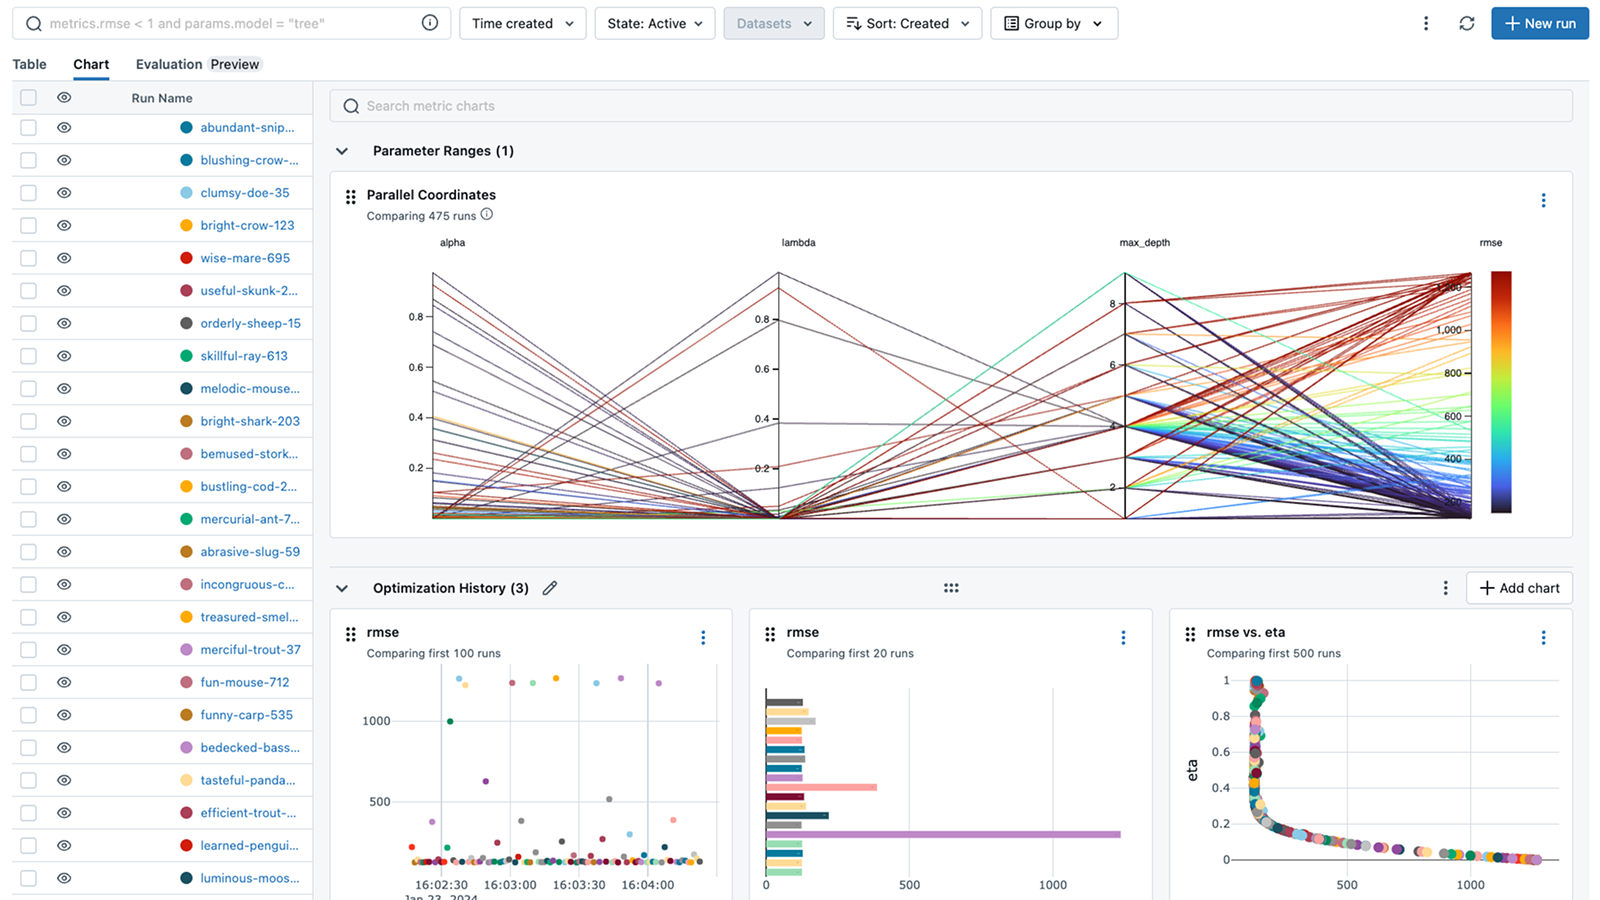 metrics.rmse < 1 and params.model = "tree"
Time created
State: Active
Datasets
Sort: Created
Group by
New run
Table
Chart
Evaluation Preview
Run Name
abundant-snip...
blushing-crow-...
clumsy-doe-35
bright-crow-123
wise-mare-695
useful-skunk-2...
orderly-sheep-15
skillful-ray-613
melodic-mouse...
bright-shark-203
bemused-stork...
bustling-cod-2...
mercurial-ant-7...
abrasive-slug-59
incongruous-c...
treasured-smel...
merciful-trout-37
fun-mouse-712
funny-carp-535
bedecked-bass...
tasteful-panda...
efficient-trout-...
learned-pengui...
luminous-moos...
Search metric charts
Parameter Ranges (1)
Parallel Coordinates
Comparing 475 runs
alpha
lambda
max_depth
rmse
0.8
0.6
0.4
0.2
0.8
0.6
0.4
0.2
8
6
4
2
1,200
1,000
800
600
400
200
Optimization History (3)
Add chart
rmse
Comparing first 100 runs
1000
500
16:02:30
16:03:00
16:03:30
16:04:00
Jan 23, 2024
rmse
Comparing first 20 runs
0
500
1000
rmse vs. eta
Comparing first 500 runs
eta
1
0.8
0.6
0.4
0.2
0
500
1000